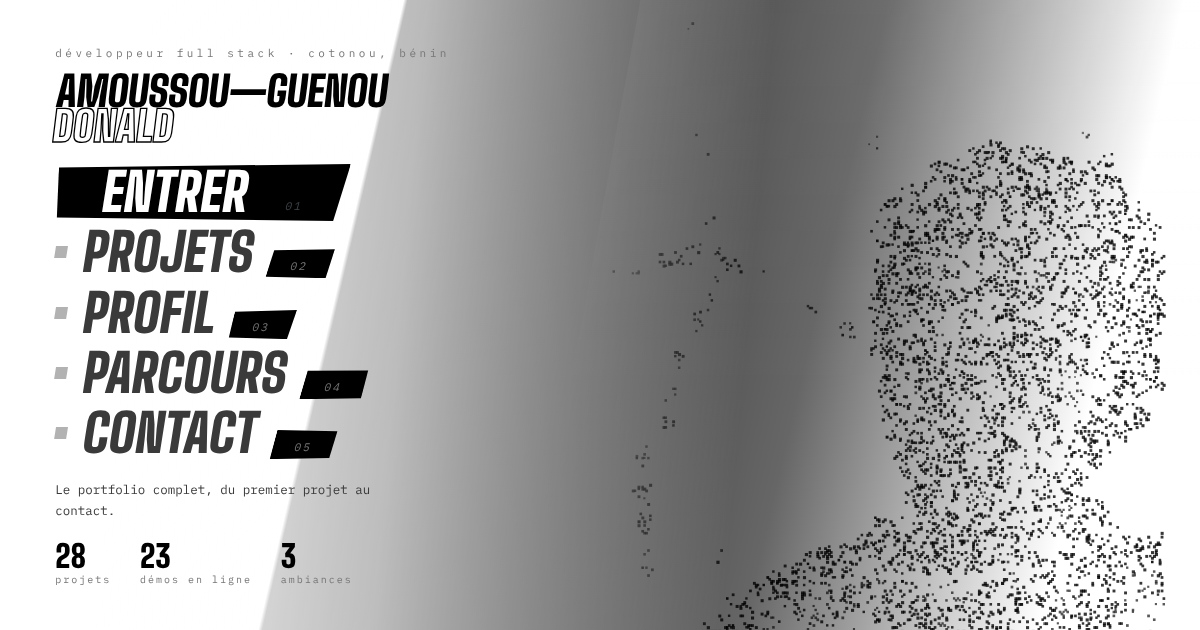 développeur full stack · cotonou, bénin
AMOUSSOU—GUENOU
DONALD
ENTRER 01
PROJETS 02
PROFIL 03
PARCOURS 04
CONTACT 05
Le portfolio complet, du premier projet au
contact.
28 23 3
projets démos en ligne ambiances